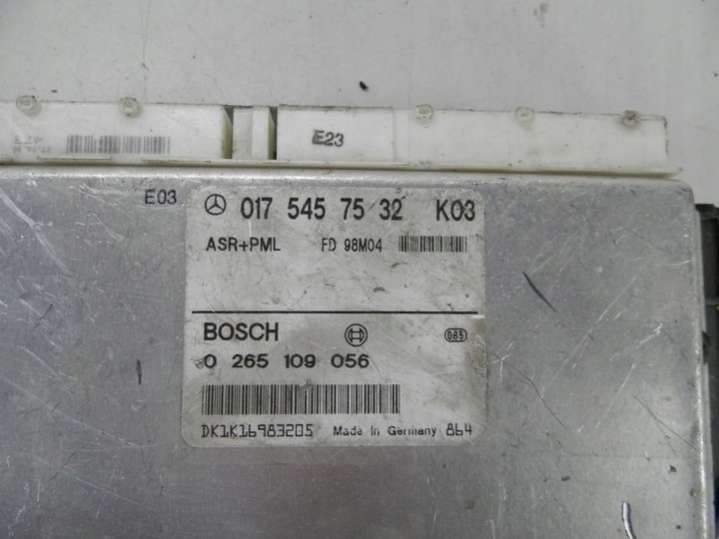 E23
E03
017 545 75 32 K03
ASR+PML FD 98M04
BOSCH
065
0 265 109 056
DK1K16983205 Made In Germany 864